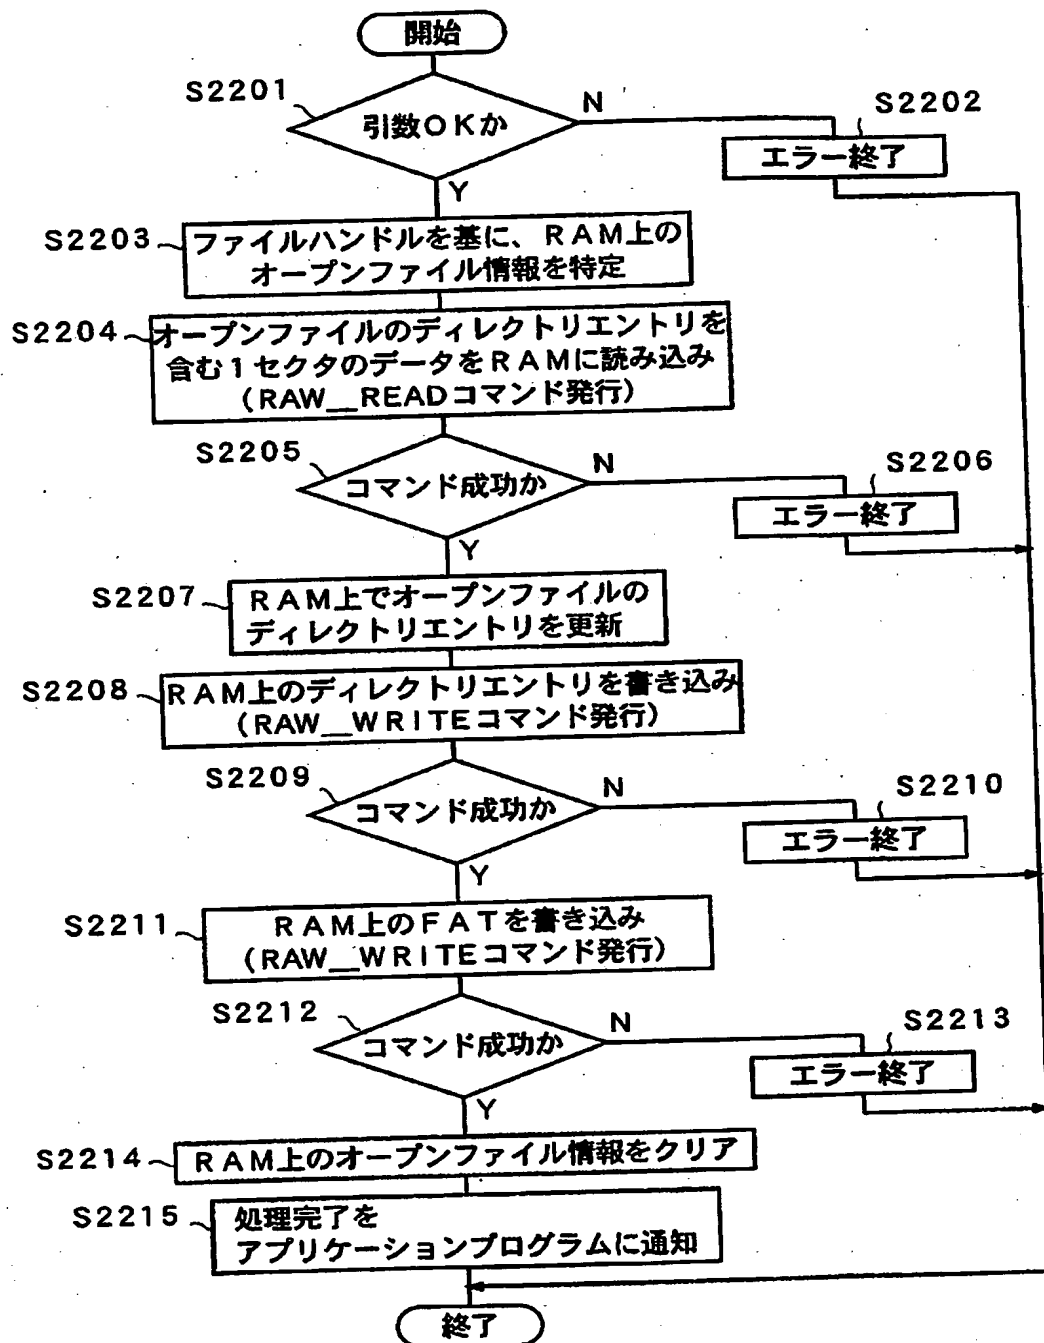 開始
S2201
引数OKか
N
S2202
エラー終了
Y
S2203
ファイルハンドルを基に、RAM上の
オープンファイル情報を特定
S2204
オープンファイルのディレクトリエントリを
含む1セクタのデータをRAMに読み込み
(RAW__READコマンド発行)
S2205
コマンド成功か
N
S2206
エラー終了
Y
S2207
RAM上でオープンファイルの
ディレクトリエントリを更新
S2208
RAM上のディレクトリエントリを書き込み
(RAW__WRITEコマンド発行)
S2209
コマンド成功か
N
S2210
エラー終了
Y
S2211
RAM上のFATを書き込み
(RAW__WRITEコマンド発行)
S2212
コマンド成功か
N
S2213
エラー終了
Y
S2214
RAM上のオープンファイル情報をクリア
S2215
処理完了を
アプリケーションプログラムに通知
終了